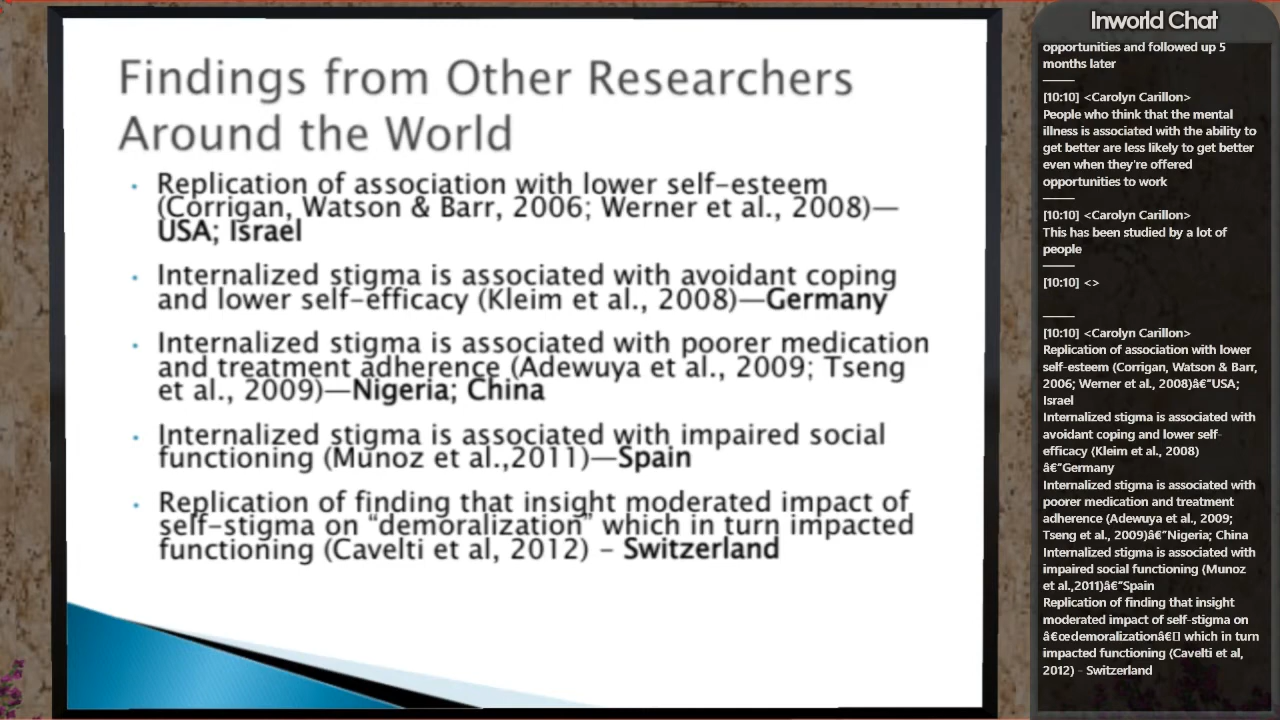 Findings from Other Researchers
Around the World
Replication of association with lower self-esteem
(Corrigan, Watson & Barr, 2006; Werner et al., 2008)—
USA; Israel
Internalized stigma is associated with avoidant coping
and lower self-efficacy (Kleim et al., 2008)—Germany
Internalized stigma is associated with poorer medication
and treatment adherence (Adewuya et al., 2009; Tseng
et al., 2009)—Nigeria; China
Internalized stigma is associated with impaired social
functioning (Munoz et al.,2011)—Spain
Replication of finding that insight moderated impact of
self-stigma on “demoralization” which in turn impacted
functioning (Cavelti et al, 2012) – Switzerland
Inworld Chat
opportunities and followed up 5
months later
[10:10] <Carolyn Carillon>
People who think that the mental
illness is associated with the ability to
get better are less likely to get better
even when they're offered
opportunities to work
[10:10] <Carolyn Carillon>
This has been studied by a lot of
people
[10:10] <>
[10:10] <Carolyn Carillon>
Replication of association with lower
self-esteem (Corrigan, Watson & Barr,
2006; Werner et al., 2008)â€"USA;
Israel
Internalized stigma is associated with
avoidant coping and lower self-
efficacy (Kleim et al., 2008)
â€"Germany
Internalized stigma is associated with
poorer medication and treatment
adherence (Adewuya et al., 2009;
Tseng et al., 2009)â€"Nigeria; China
Internalized stigma is associated with
impaired social functioning (Munoz
et al.,2011)â€"Spain
Replication of finding that insight
moderated impact of self-stigma on
â€œdemoralizationâ€▯ which in turn
impacted functioning (Cavelti et al,
2012) – Switzerland